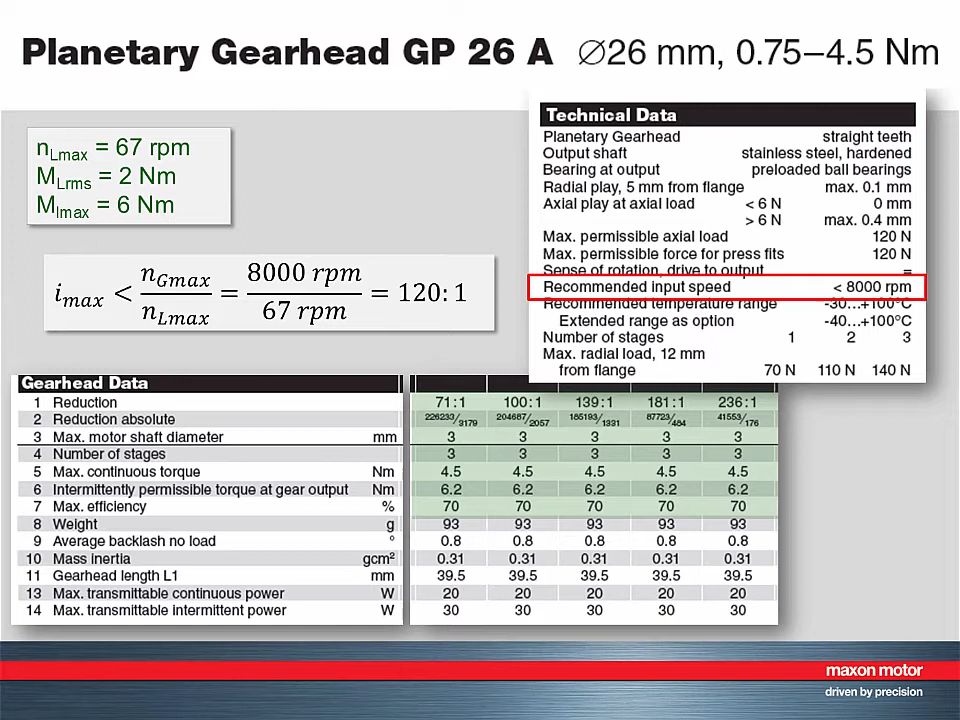 Planetary Gearhead GP 26 A ∅26 mm, 0.75–4.5 Nm
nLmax = 67 rpm
MLrms = 2 Nm
Mlmax = 6 Nm
imax < nGmax / nLmax = 8000 rpm / 67 rpm = 120:1
Technical Data
Planetary Gearhead straight teeth
Output shaft stainless steel, hardened
Bearing at output preloaded ball bearings
Radial play, 5 mm from flange max. 0.1 mm
Axial play at axial load < 6 N 0 mm
> 6 N max. 0.4 mm
Max. permissible axial load 120 N
Max. permissible force for press fits 120 N
Sense of rotation, drive to output =
Recommended input speed < 8000 rpm
Recommended temperature range -30…+100°C
Extended range as option -40…+100°C
Number of stages 1 2 3
Max. radial load, 12 mm
from flange 70 N 110 N 140 N
Gearhead Data
1 Reduction 71:1 100:1 139:1 181:1 236:1
2 Reduction absolute 226233/3179 204687/2057 185193/1331 87723/484 41553/176
3 Max. motor shaft diameter mm 3 3 3 3 3
4 Number of stages 3 3 3 3 3
5 Max. continuous torque Nm 4.5 4.5 4.5 4.5 4.5
6 Intermittently permissible torque at gear output Nm 6.2 6.2 6.2 6.2 6.2
7 Max. efficiency % 70 70 70 70 70
8 Weight g 93 93 93 93 93
9 Average backlash no load ° 0.8 0.8 0.8 0.8 0.8
10 Mass inertia gcm² 0.31 0.31 0.31 0.31 0.31
11 Gearhead length L1 mm 39.5 39.5 39.5 39.5 39.5
13 Max. transmittable continuous power W 20 20 20 20 20
14 Max. transmittable intermittent power W 30 30 30 30 30
maxon motor
driven by precision